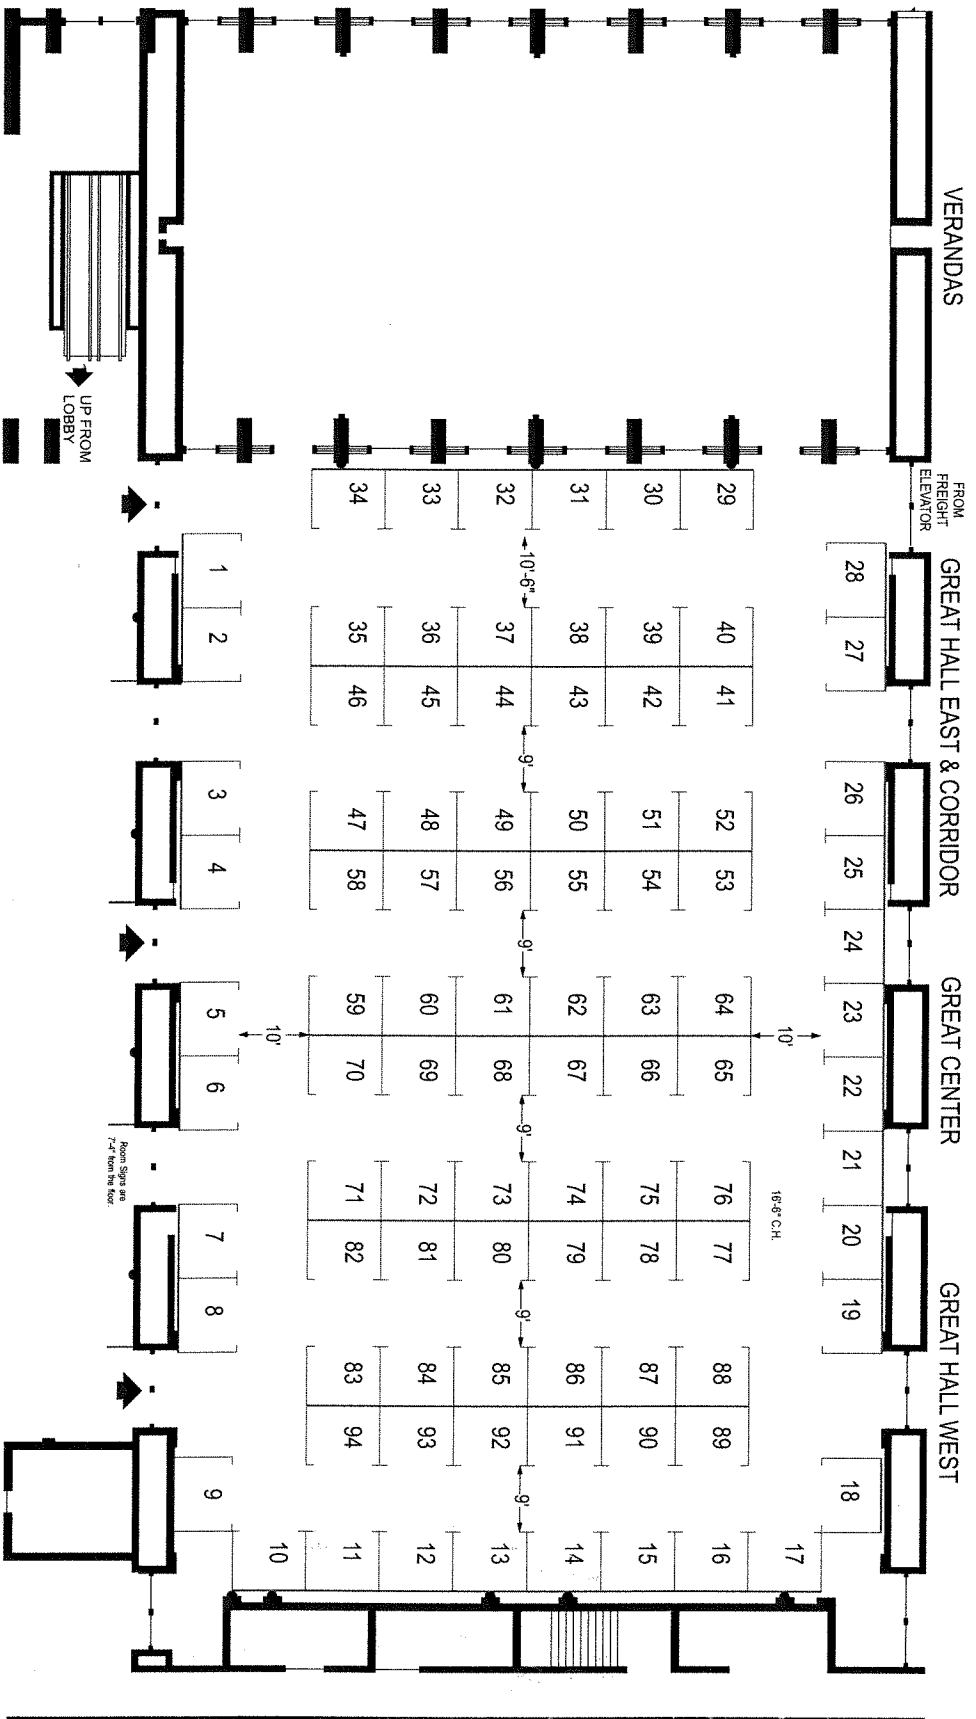 VERANDAS
FROM
FREIGHT
ELEVATOR
GREAT HALL EAST & CORRIDOR
GREAT CENTER
GREAT HALL WEST
28 27 26 25 24 23 22 21 20 19 18
10'
16'-6" C.H.
17
29 40 41 52 53 64 65 76 77 88 89 16
30 39 42 51 54 63 66 75 78 87 90 15
31 38 43 50 55 62 67 74 79 86 91 14
10'-6" 9' 9' 9' 9' 9'
32 37 44 49 56 61 68 73 80 85 92 13
33 36 45 48 57 60 69 72 81 84 93 12
34 35 46 47 58 59 70 71 82 83 94 11
10'
10
1 2 3 4 5 6 7 8 9
UP FROM
LOBBY
Room Signs are
7'-4" from the floor.